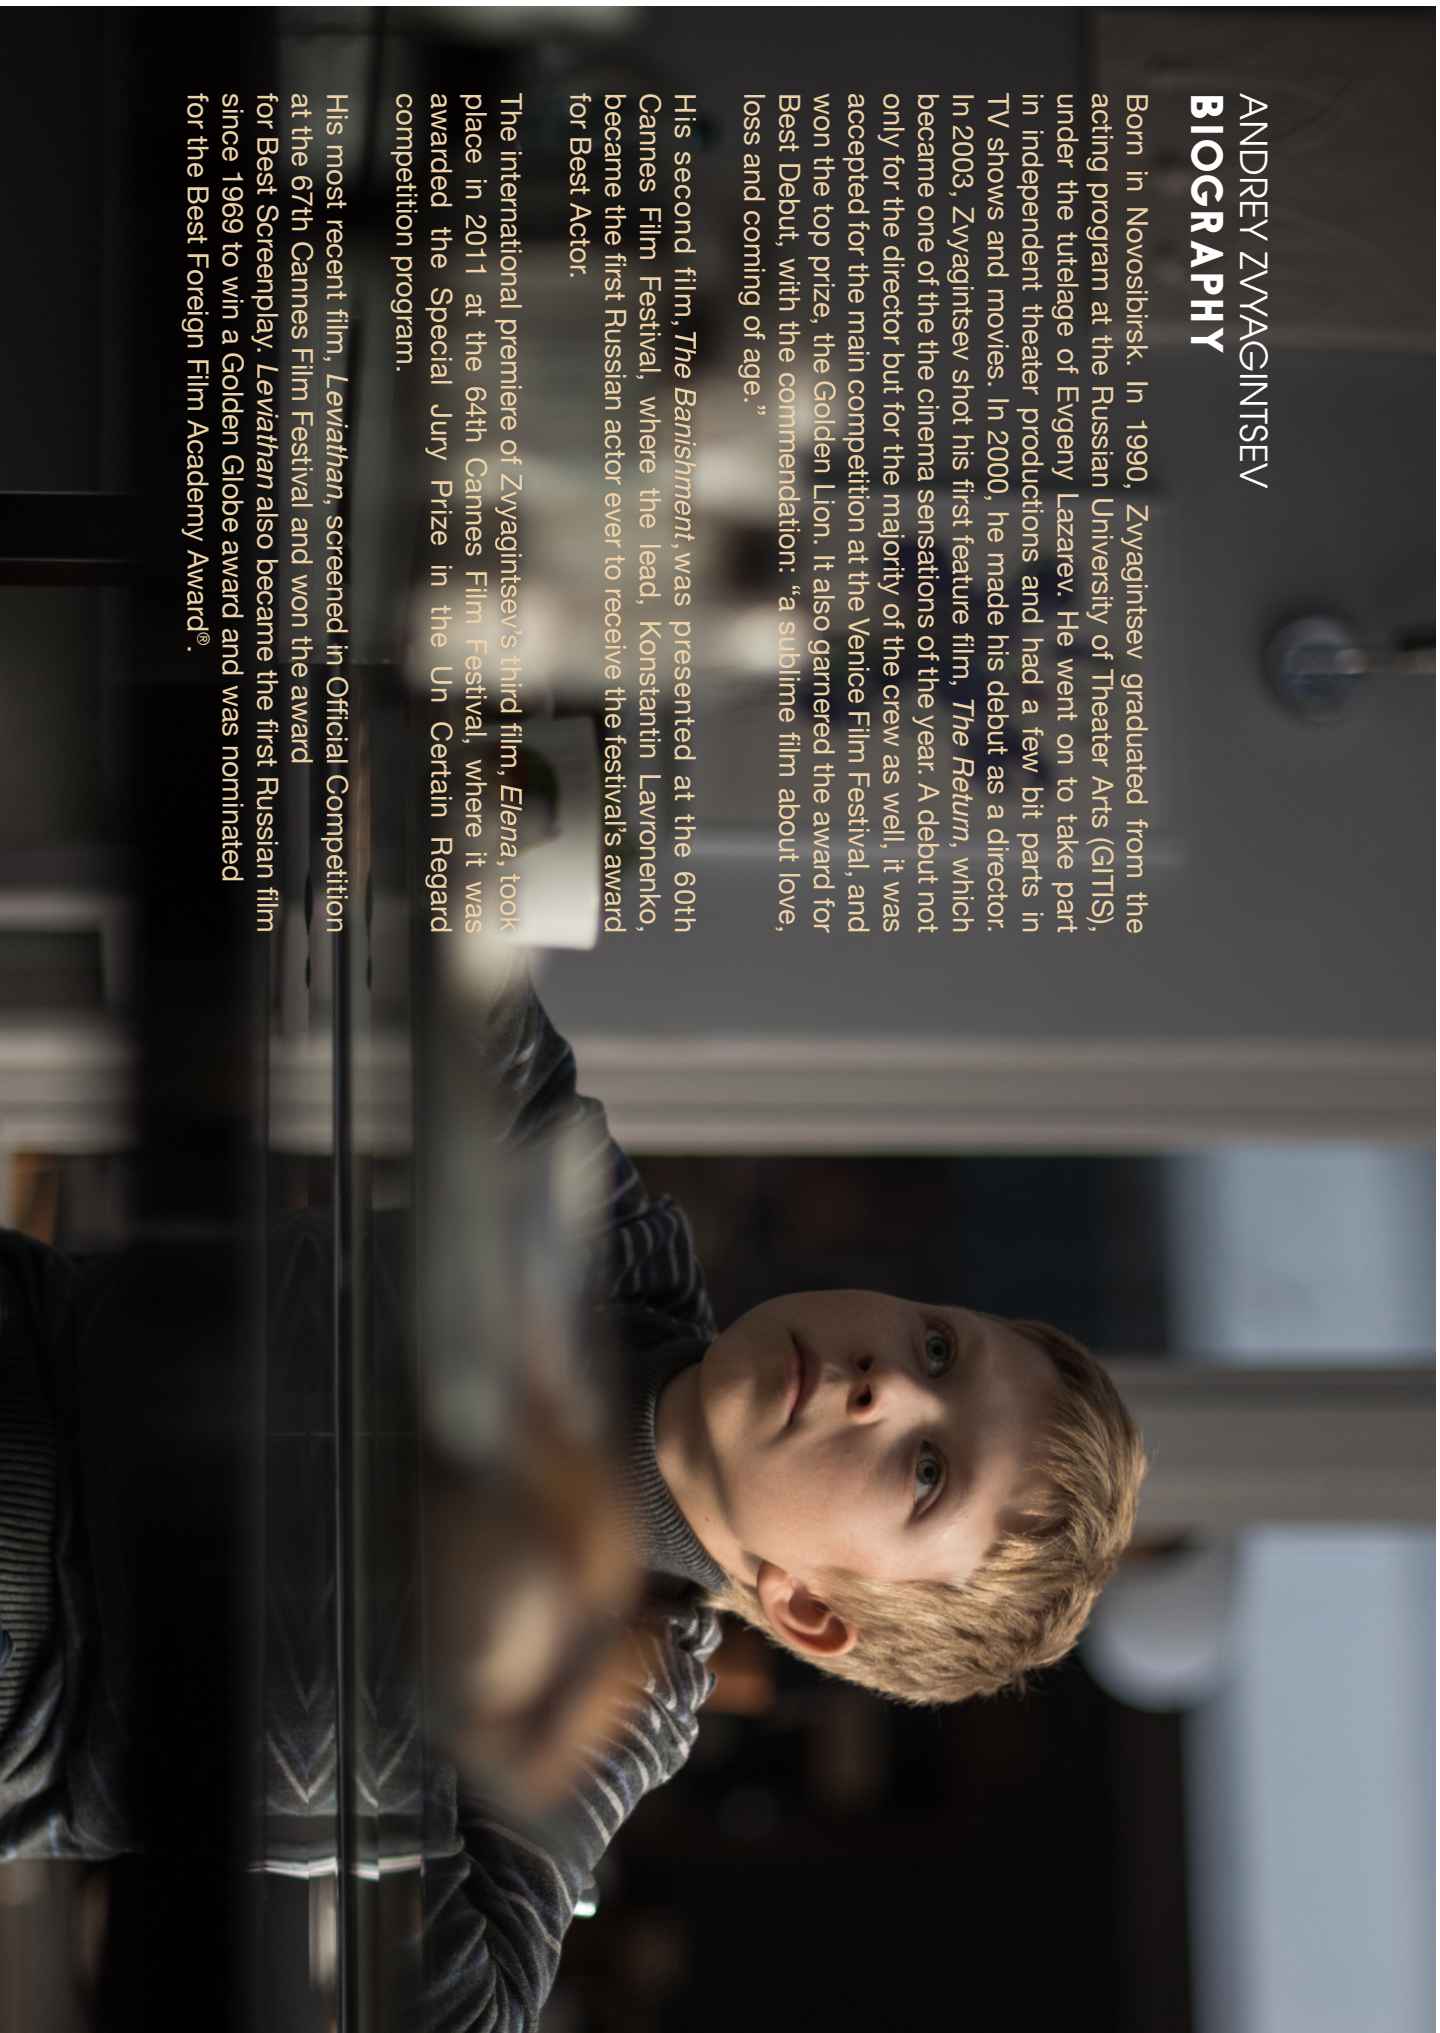 ANDREY ZVYAGINTSEV
BIOGRAPHY
Born in Novosibirsk. In 1990, Zvyagintsev graduated from the
acting program at the Russian University of Theater Arts (GITIS),
under the tutelage of Evgeny Lazarev. He went on to take part
in independent theater productions and had a few bit parts in
TV shows and movies. In 2000, he made his debut as a director.
In 2003, Zvyagintsev shot his first feature film, The Return, which
became one of the the cinema sensations of the year. A debut not
only for the director but for the majority of the crew as well, it was
accepted for the main competition at the Venice Film Festival, and
won the top prize, the Golden Lion. It also garnered the award for
Best Debut, with the commendation: “a sublime film about love,
loss and coming of age.”
His second film, The Banishment, was presented at the 60th
Cannes Film Festival, where the lead, Konstantin Lavronenko,
became the first Russian actor ever to receive the festival’s award
for Best Actor.
The international premiere of Zvyagintsev’s third film, Elena, took
place in 2011 at the 64th Cannes Film Festival, where it was
awarded the Special Jury Prize in the Un Certain Regard
competition program.
His most recent film, Leviathan, screened in Official Competition
at the 67th Cannes Film Festival and won the award
for Best Screenplay. Leviathan also became the first Russian film
since 1969 to win a Golden Globe award and was nominated
for the Best Foreign Film Academy Award®.